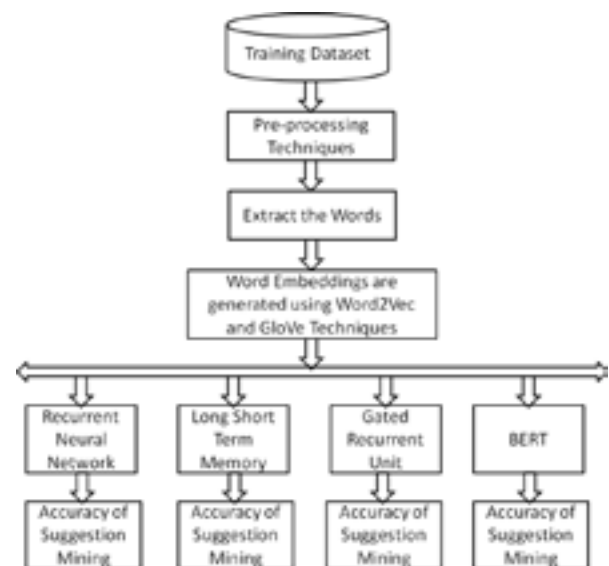 Training Dataset
Pre-processing
Techniques
Extract the Words
Word Embeddings are
generated using Word2Vec
and GloVe Techniques
Recurrent
Neural
Network
Long Short
Term
Memory
Gated
Recurrent
Unit
BERT
Accuracy of
Suggestion
Mining
Accuracy of
Suggestion
Mining
Accuracy of
Suggestion
Mining
Accuracy of
Suggestion
Mining